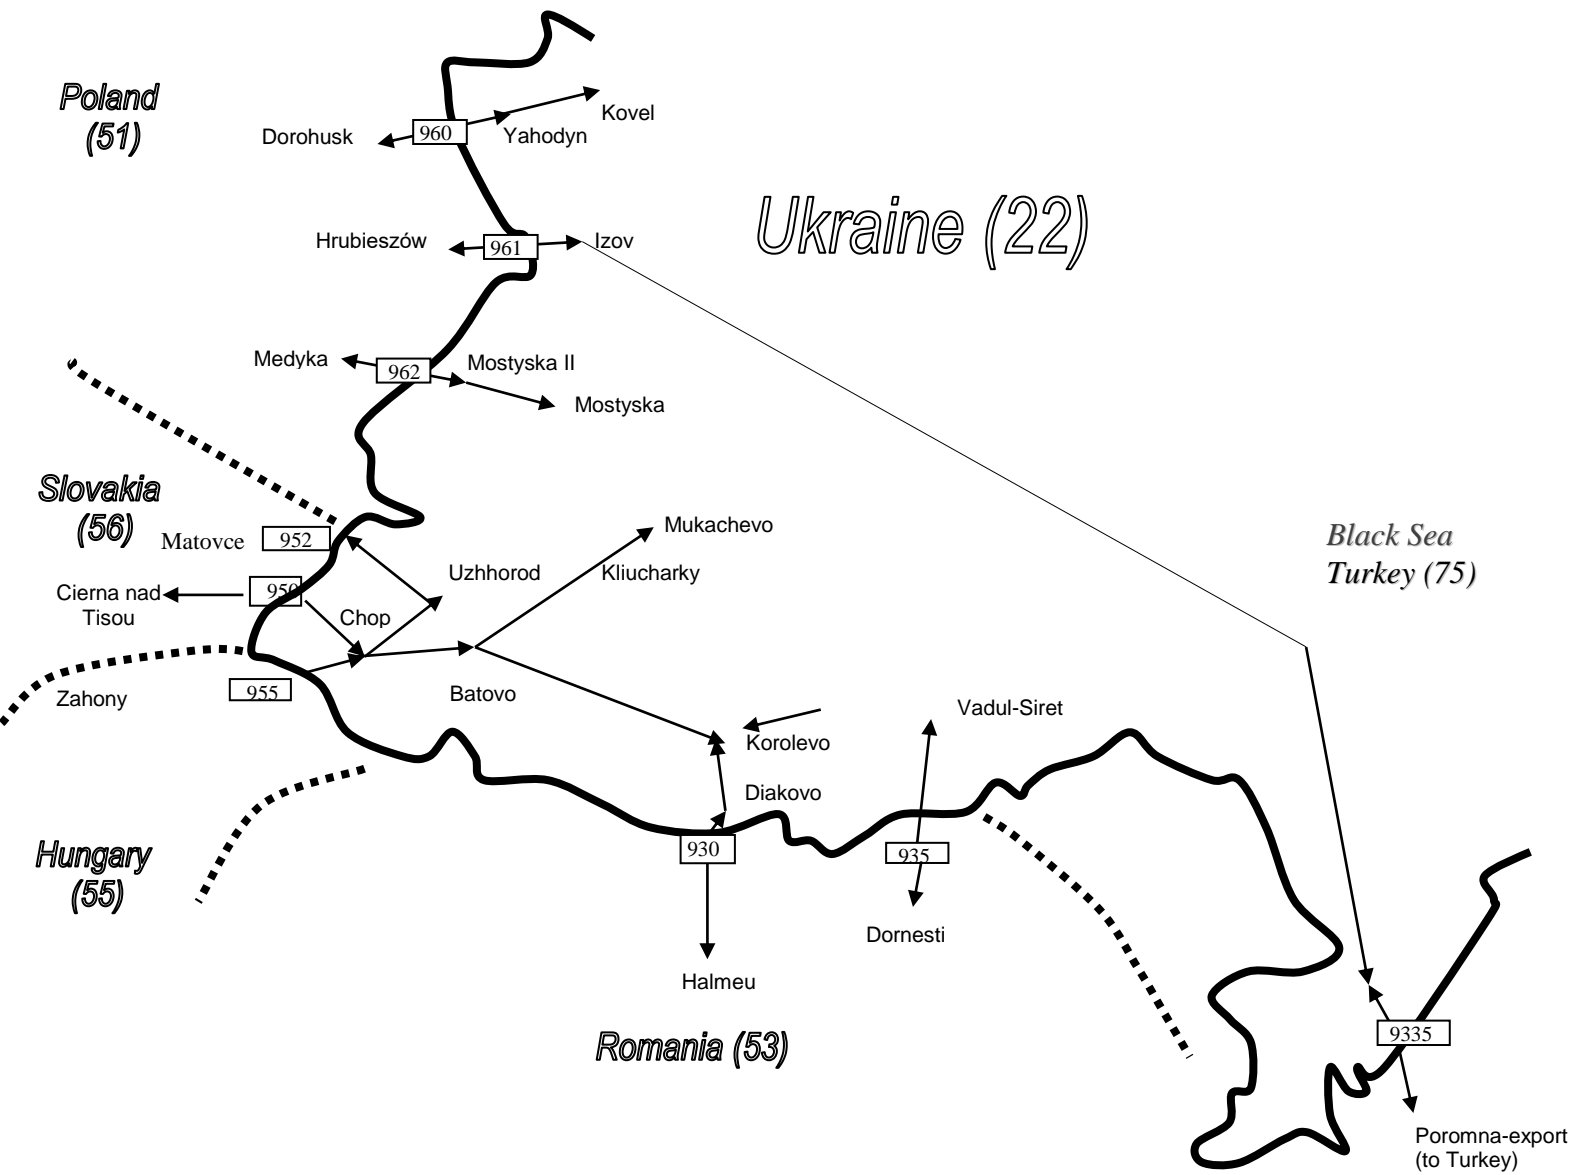 Poland
(51)
Kovel
960
Dorohusk
Yahodyn
Ukraine (22)
Hrubieszów
961
Izov
Medyka
962
Mostyska II
Mostyska
Slovakia
(56)
Matovce
952
Mukachevo
Black Sea
Turkey (75)
Uzhhorod
Kliucharky
Cierna nad
Tisou
950
Chop
Zahony
955
Batovo
Vadul-Siret
Korolevo
Diakovo
Hungary
(55)
930
935
Dornesti
Halmeu
Romania (53)
9335
Poromna-export
(to Turkey)